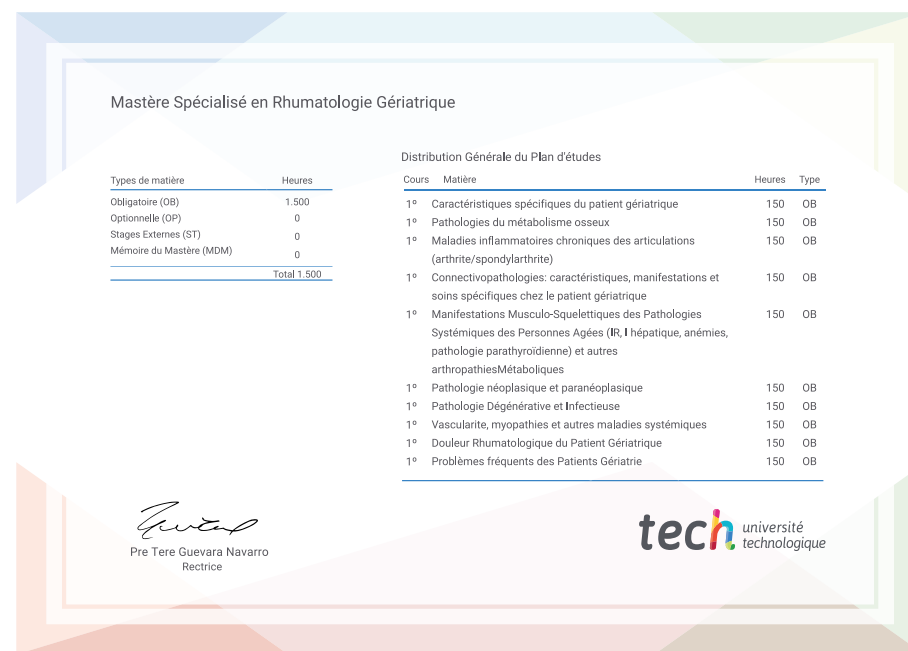 Mastère Spécialisé en Rhumatologie Gériatrique
Types de matière Heures
Obligatoire (OB) 1.500
Optionnelle (OP) 0
Stages Externes (ST) 0
Mémoire du Mastère (MDM) 0
Total 1.500
Distribution Générale du Plan d'études
Cours Matière Heures Type
1º Caractéristiques spécifiques du patient gériatrique 150 OB
1º Pathologies du métabolisme osseux 150 OB
1º Maladies inflammatoires chroniques des articulations 150 OB
(arthrite/spondylarthrite)
1º Connectivopathologies: caractéristiques, manifestations et 150 OB
soins spécifiques chez le patient gériatrique
1º Manifestations Musculo-Squelettiques des Pathologies 150 OB
Systémiques des Personnes Agées (IR, I hépatique, anémies,
pathologie parathyroïdienne) et autres
arthropathiesMétaboliques
1º Pathologie néoplasique et paranéoplasique 150 OB
1º Pathologie Dégénérative et Infectieuse 150 OB
1º Vascularite, myopathies et autres maladies systémiques 150 OB
1º Douleur Rhumatologique du Patient Gériatrique 150 OB
1º Problèmes fréquents des Patients Gériatrie 150 OB
Pre Tere Guevara Navarro
Rectrice
tech université
technologique